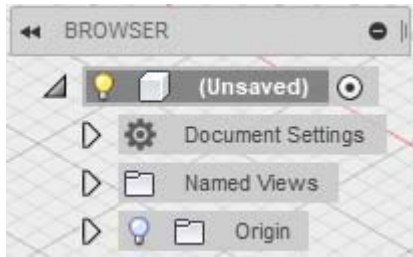 BROWSER
(Unsaved)
Document Settings
Named Views
Origin